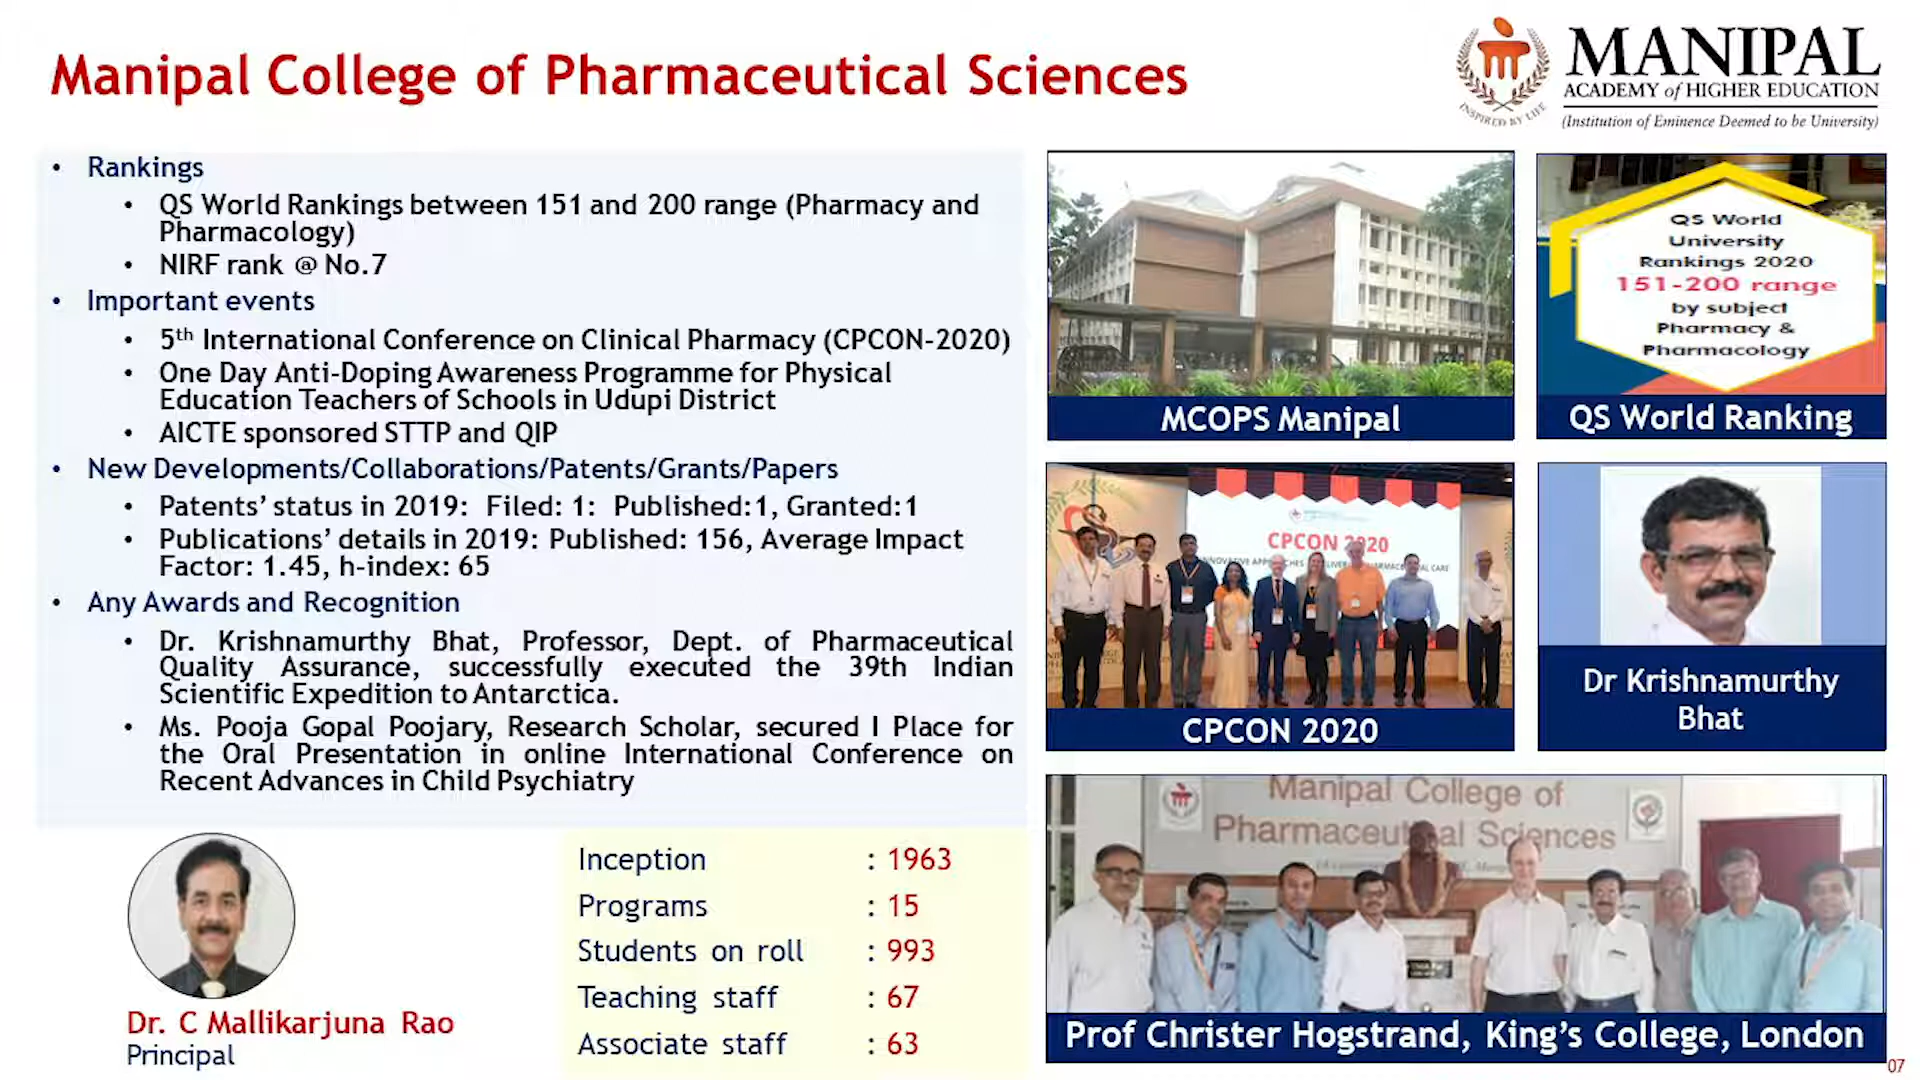 Manipal College of Pharmaceutical Sciences
INSPIRED BY LIFE
MANIPAL
ACADEMY of HIGHER EDUCATION
(Institution of Eminence Deemed to be University)
• Rankings
• QS World Rankings between 151 and 200 range (Pharmacy and
Pharmacology)
• NIRF rank @ No.7
• Important events
• 5th International Conference on Clinical Pharmacy (CPCON-2020)
• One Day Anti-Doping Awareness Programme for Physical
Education Teachers of Schools in Udupi District
• AICTE sponsored STTP and QIP
• New Developments/Collaborations/Patents/Grants/Papers
• Patents’ status in 2019: Filed: 1: Published:1, Granted:1
• Publications’ details in 2019: Published: 156, Average Impact
Factor: 1.45, h-index: 65
• Any Awards and Recognition
• Dr. Krishnamurthy Bhat, Professor, Dept. of Pharmaceutical
Quality Assurance, successfully executed the 39th Indian
Scientific Expedition to Antarctica.
• Ms. Pooja Gopal Poojary, Research Scholar, secured I Place for
the Oral Presentation in online International Conference on
Recent Advances in Child Psychiatry
Dr. C Mallikarjuna Rao
Principal
Inception : 1963
Programs : 15
Students on roll : 993
Teaching staff : 67
Associate staff : 63
MCOPS Manipal
QS World
University
Rankings 2020
151-200 range
by subject
Pharmacy &
Pharmacology
QS World Ranking
CPCON 2020
CPCON 2020
Dr Krishnamurthy
Bhat
Manipal College of
Pharmaceutical Sciences
Prof Christer Hogstrand, King’s College, London
07